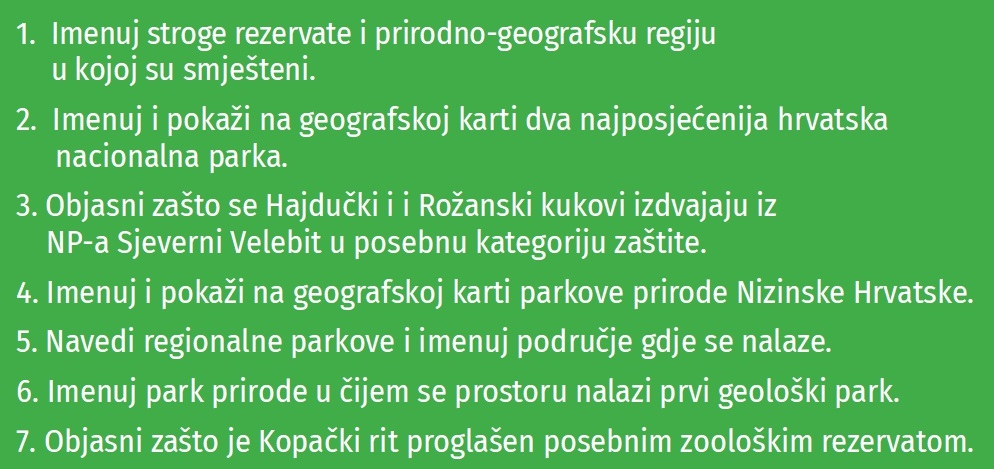 1. Imenuj stroge rezervate i prirodno-geografsku regiju
u kojoj su smješteni.
2. Imenuj i pokaži na geografskoj karti dva najposjećenija hrvatska
nacionalna parka.
3. Objasni zašto se Hajdučki i i Rožanski kukovi izdvajaju iz
NP-a Sjeverni Velebit u posebnu kategoriju zaštite.
4. Imenuj i pokaži na geografskoj karti parkove prirode Nizinske Hrvatske.
5. Navedi regionalne parkove i imenuj područje gdje se nalaze.
6. Imenuj park prirode u čijem se prostoru nalazi prvi geološki park.
7. Objasni zašto je Kopački rit proglašen posebnim zoološkim rezervatom.